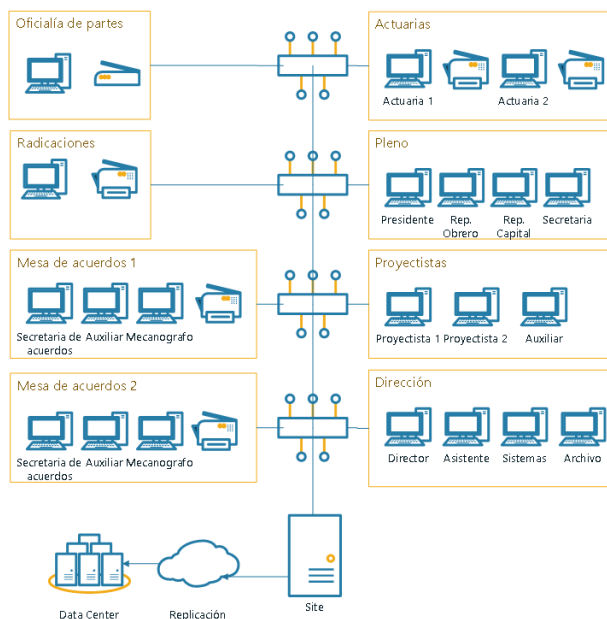 Oficialía de partes
Actuarias
Actuaria 1
Actuaria 2
Radicaciones
Pleno
Presidente
Rep.
Obrero
Rep.
Capital
Secretaria
Mesa de acuerdos 1
Secretaria de
acuerdos
Auxiliar
Mecanografo
Proyectistas
Proyectista 1
Proyectista 2
Auxiliar
Mesa de acuerdos 2
Secretaria de
acuerdos
Auxiliar
Mecanografo
Dirección
Director
Asistente
Sistemas
Archivo
Data Center
Replicación
Site